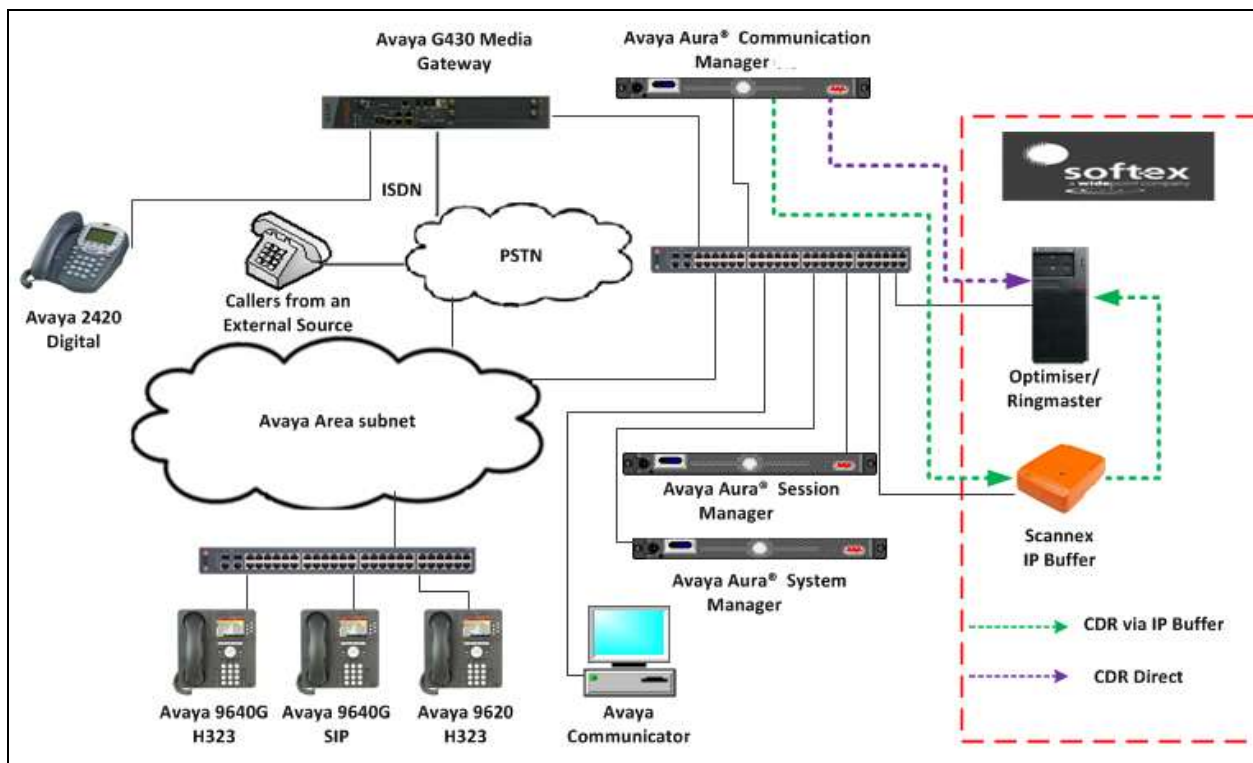 Avaya G430 Media
Gateway
Avaya Aura® Communication
Manager
softex
a widepoint company
ISDN
PSTN
Avaya 2420
Digital
Callers from an
External Source
Optimiser/
Ringmaster
Avaya Area subnet
Avaya Aura® Session
Manager
Scannex
IP Buffer
Avaya Aura® System
Manager
CDR via IP Buffer
CDR Direct
Avaya 9640G
H323
Avaya 9640G
SIP
Avaya 9620
H323
Avaya
Communicator